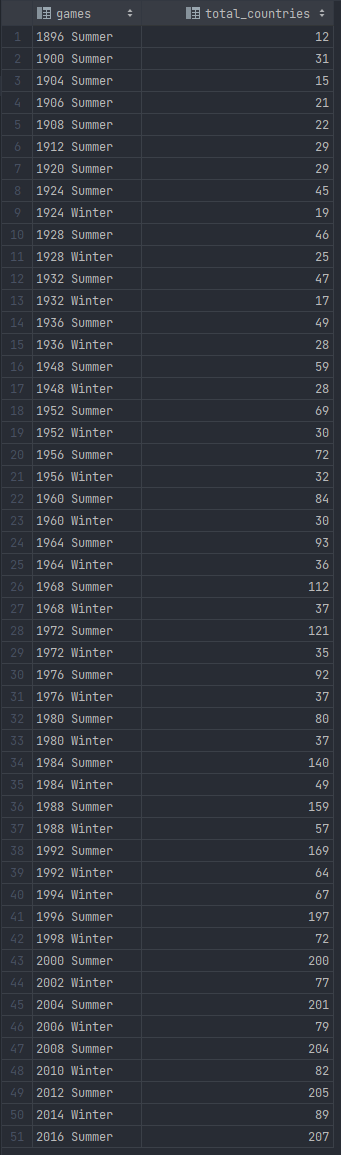 games total_countries
1 1896 Summer 12
2 1900 Summer 31
3 1904 Summer 15
4 1906 Summer 21
5 1908 Summer 22
6 1912 Summer 29
7 1920 Summer 29
8 1924 Summer 45
9 1924 Winter 19
10 1928 Summer 46
11 1928 Winter 25
12 1932 Summer 47
13 1932 Winter 17
14 1936 Summer 49
15 1936 Winter 28
16 1948 Summer 59
17 1948 Winter 28
18 1952 Summer 69
19 1952 Winter 30
20 1956 Summer 72
21 1956 Winter 32
22 1960 Summer 84
23 1960 Winter 30
24 1964 Summer 93
25 1964 Winter 36
26 1968 Summer 112
27 1968 Winter 37
28 1972 Summer 121
29 1972 Winter 35
30 1976 Summer 92
31 1976 Winter 37
32 1980 Summer 80
33 1980 Winter 37
34 1984 Summer 140
35 1984 Winter 49
36 1988 Summer 159
37 1988 Winter 57
38 1992 Summer 169
39 1992 Winter 64
40 1994 Winter 67
41 1996 Summer 197
42 1998 Winter 72
43 2000 Summer 200
44 2002 Winter 77
45 2004 Summer 201
46 2006 Winter 79
47 2008 Summer 204
48 2010 Winter 82
49 2012 Summer 205
50 2014 Winter 89
51 2016 Summer 207